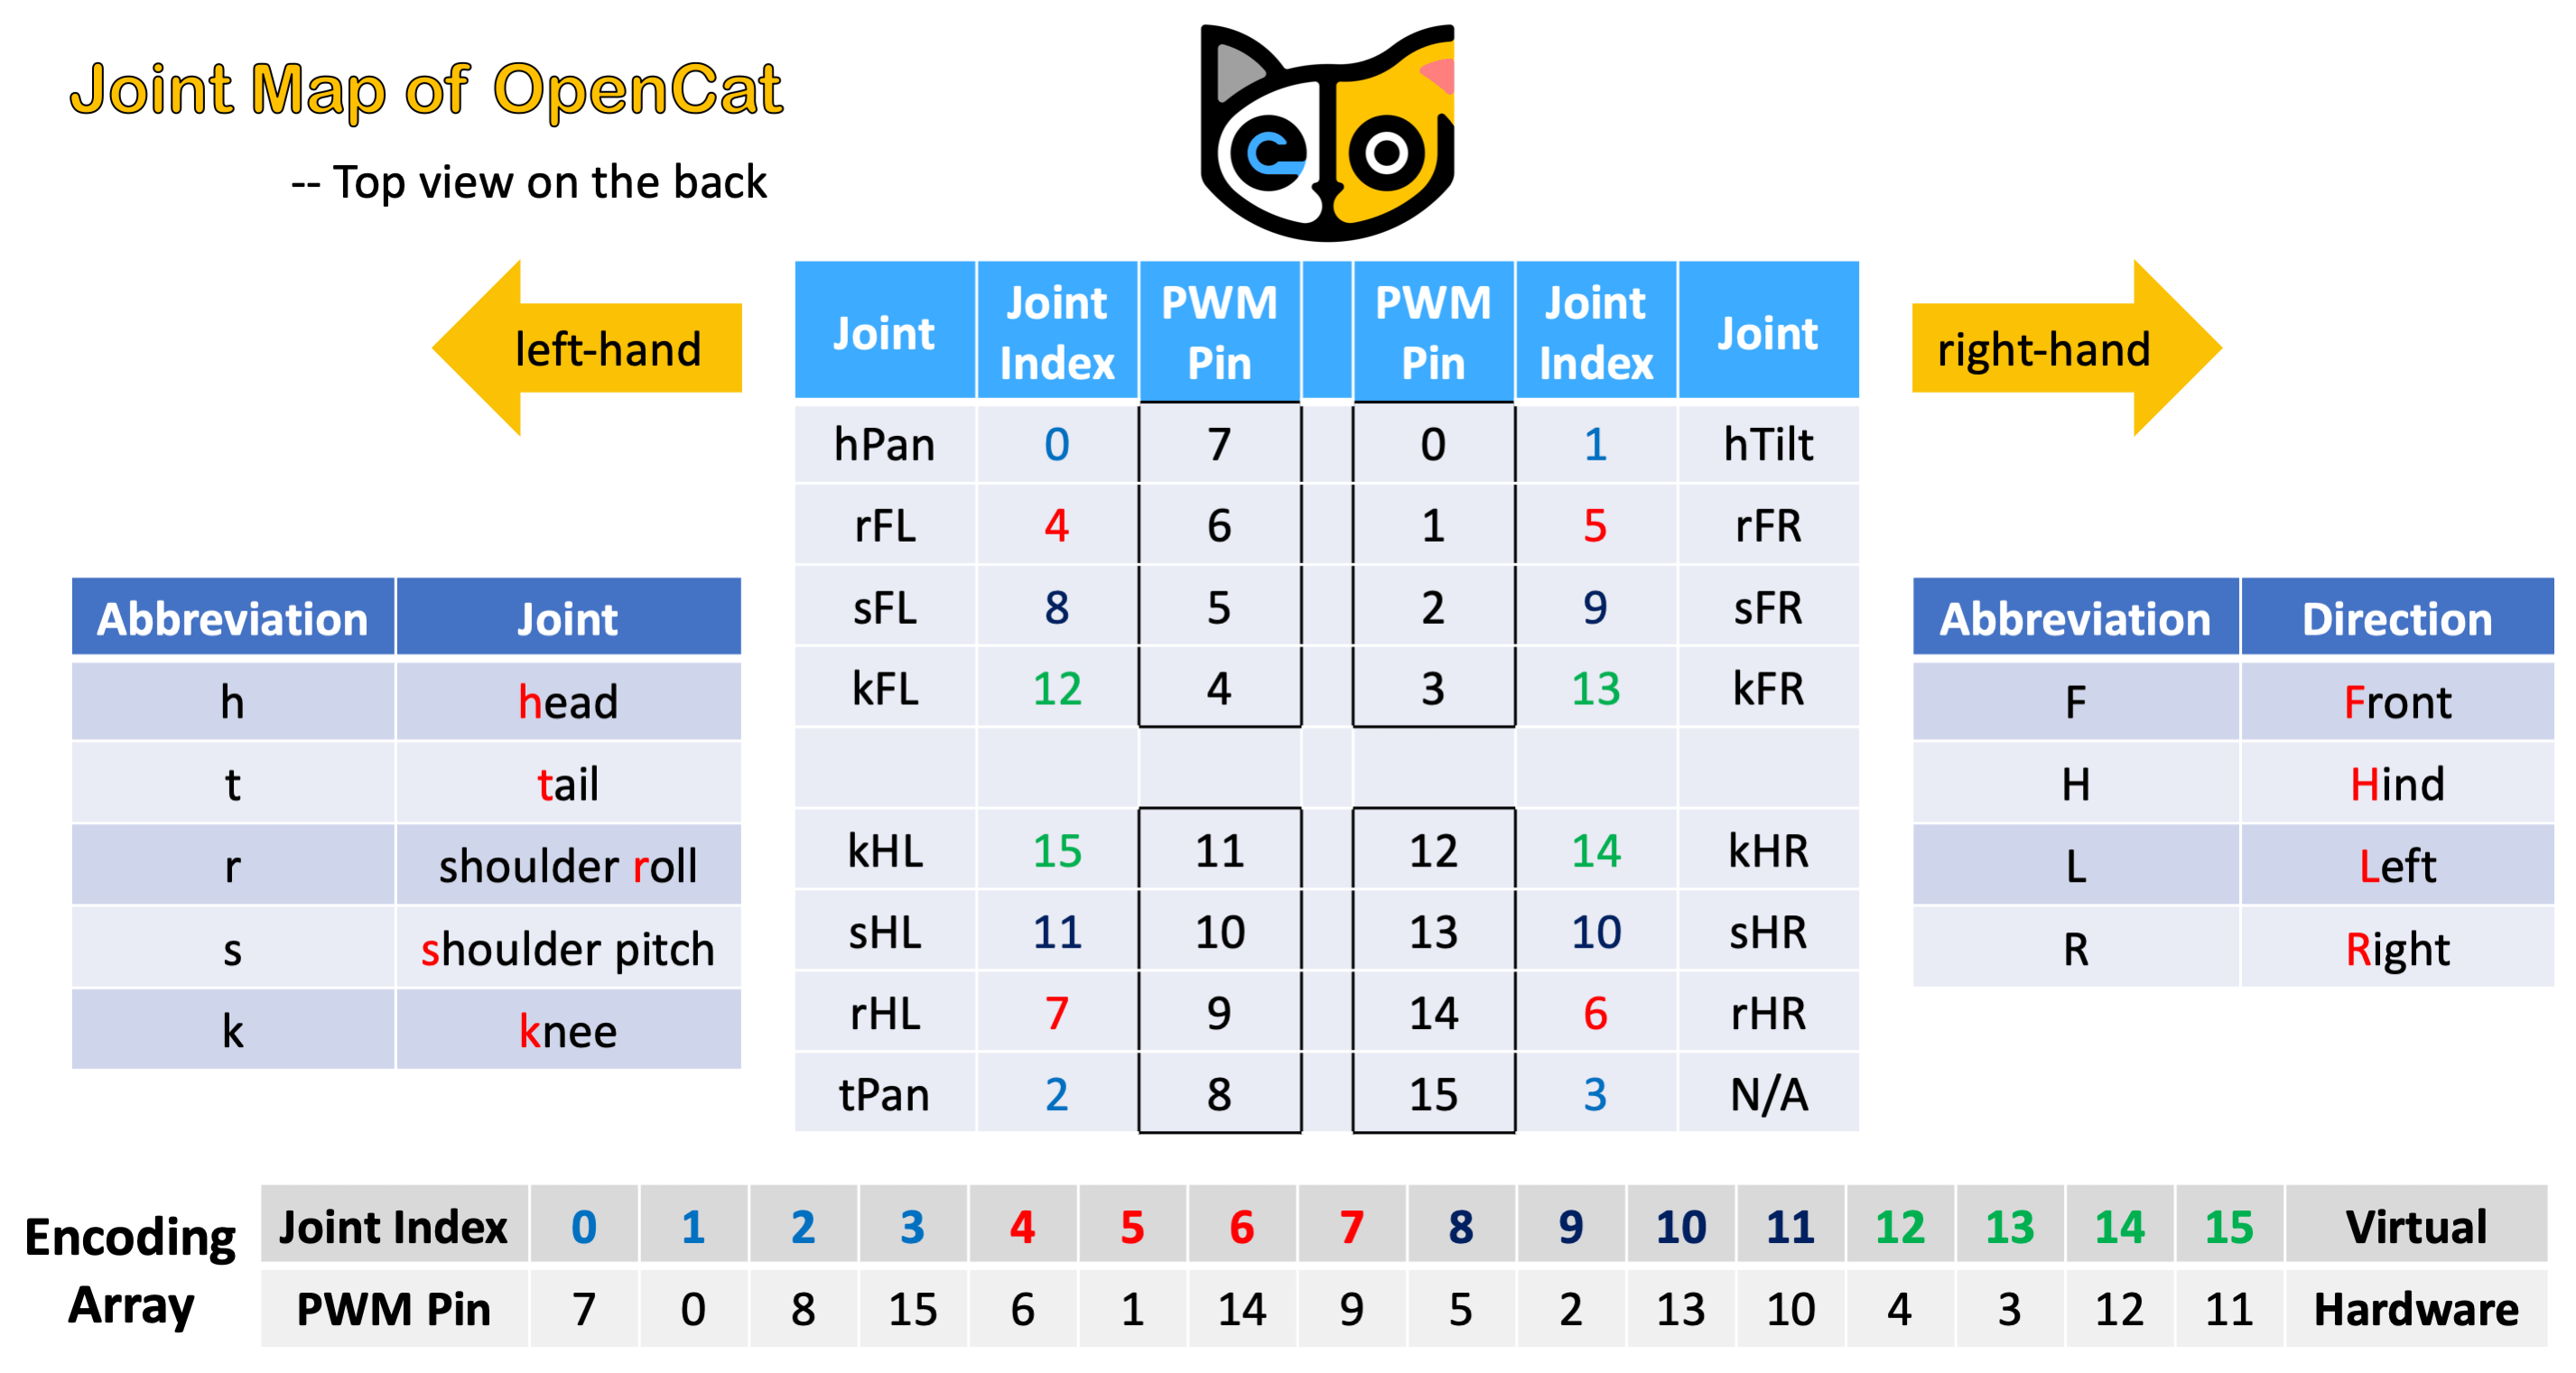 Joint Map of OpenCat
-- Top view on the back
left-hand
right-hand
Joint Joint Index PWM Pin PWM Pin Joint Index Joint
hPan 0 7 0 1 hTilt
rFL 4 6 1 5 rFR
sFL 8 5 2 9 sFR
kFL 12 4 3 13 kFR
kHL 15 11 12 14 kHR
sHL 11 10 13 10 sHR
rHL 7 9 14 6 rHR
tPan 2 8 15 3 N/A
Abbreviation Joint
h head
t tail
r shoulder roll
s shoulder pitch
k knee
Abbreviation Direction
F Front
H Hind
L Left
R Right
Encoding Array
Joint Index 0 1 2 3 4 5 6 7 8 9 10 11 12 13 14 15 Virtual
PWM Pin 7 0 8 15 6 1 14 9 5 2 13 10 4 3 12 11 Hardware